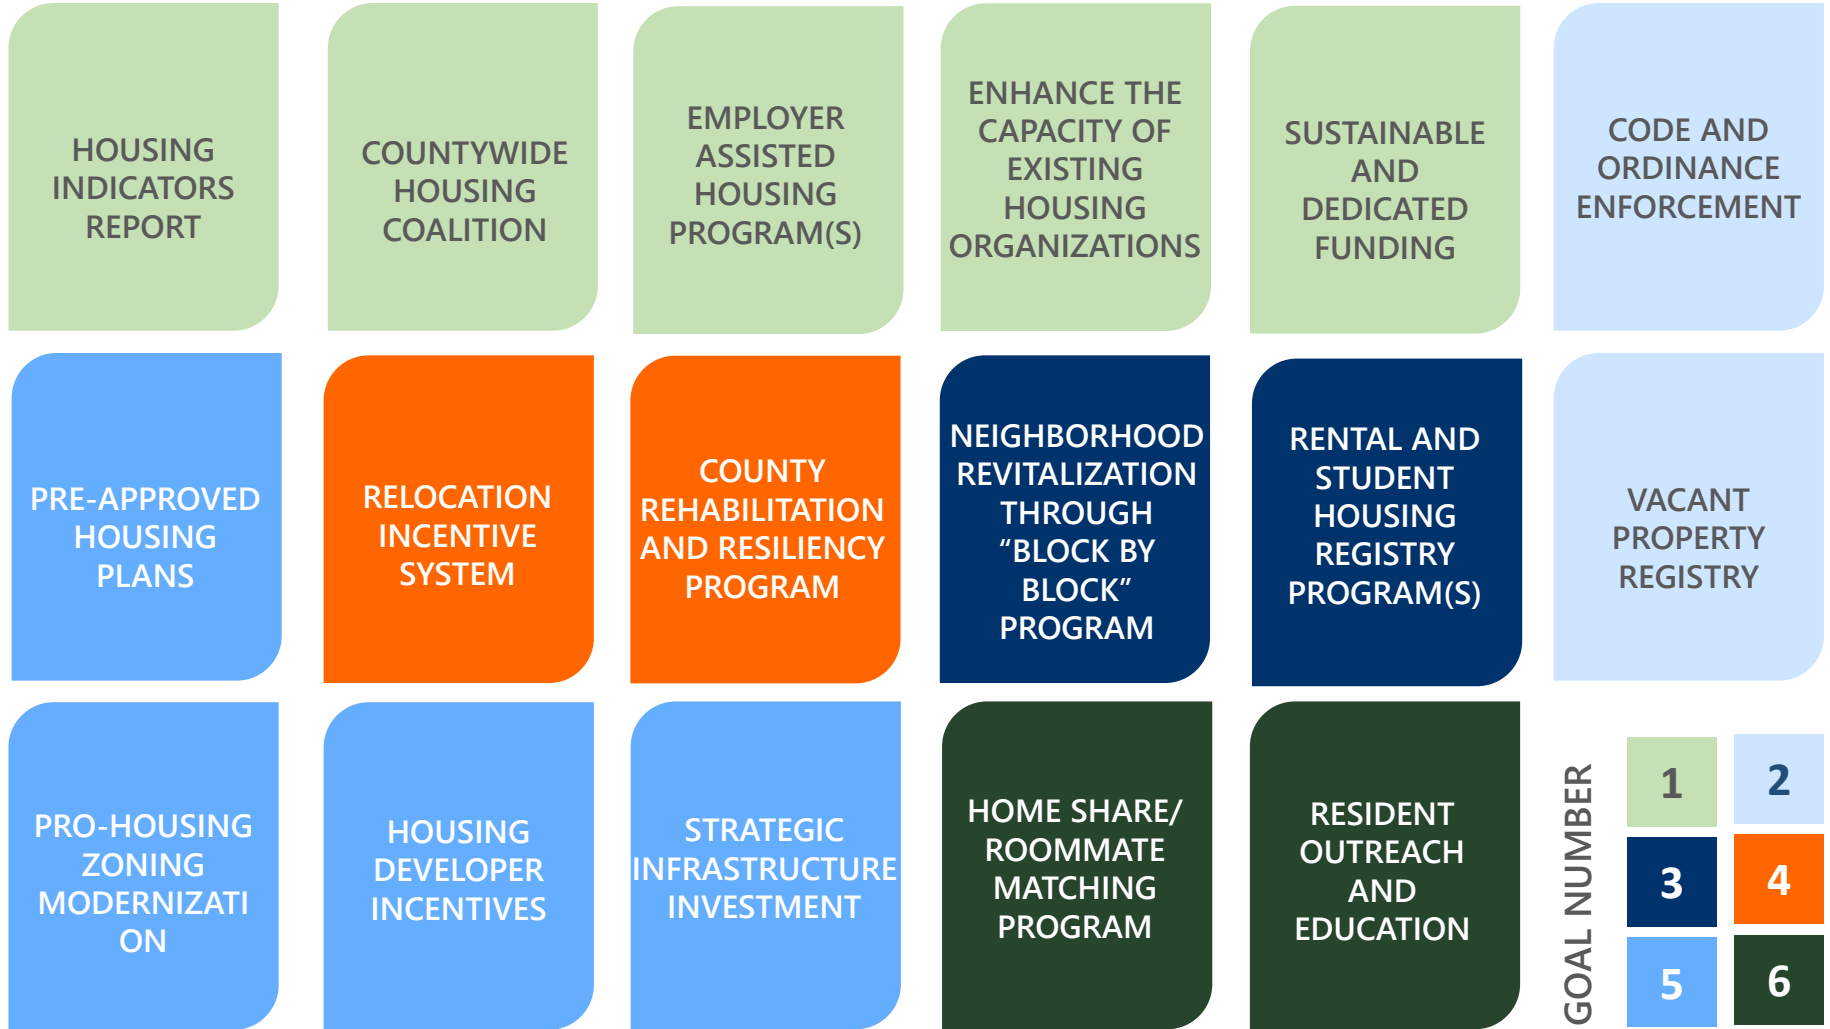 HOUSING
INDICATORS
REPORT
COUNTYWIDE
HOUSING
COALITION
EMPLOYER
ASSISTED
HOUSING
PROGRAM(S)
ENHANCE THE
CAPACITY OF
EXISTING
HOUSING
ORGANIZATIONS
SUSTAINABLE
AND
DEDICATED
FUNDING
CODE AND
ORDINANCE
ENFORCEMENT
PRE-APPROVED
HOUSING
PLANS
RELOCATION
INCENTIVE
SYSTEM
COUNTY
REHABILITATION
AND RESILIENCY
PROGRAM
NEIGHBORHOOD
REVITALIZATION
THROUGH
“BLOCK BY
BLOCK”
PROGRAM
RENTAL AND
STUDENT
HOUSING
REGISTRY
PROGRAM(S)
VACANT
PROPERTY
REGISTRY
PRO-HOUSING
ZONING
MODERNIZATI
ON
HOUSING
DEVELOPER
INCENTIVES
STRATEGIC
INFRASTRUCTURE
INVESTMENT
HOME SHARE/
ROOMMATE
MATCHING
PROGRAM
RESIDENT
OUTREACH
AND
EDUCATION
GOAL NUMBER
1
2
3
4
5
6